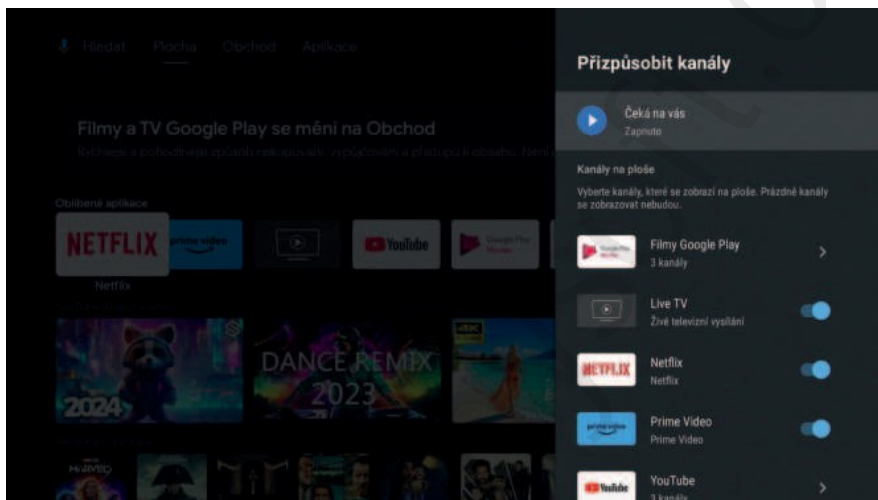 Hledat Plocha Obchod Aplikace
Filmy a TV Google Play se mění na Obchod
Oblíbené aplikace
NETFLIX
prime video
YouTube
Google Play
Netflix
2024
DANCE REMIX
2023
4K
Přizpůsobit kanály
Čeká na vás
Zapnuto
Kanály na ploše
Vyberte kanály, které se zobrazí na ploše. Prázdné kanály
se zobrazovat nebudou.
Filmy Google Play
3 kanály
Live TV
Živé televizní vysílání
NETFLIX
Netflix
Netflix
prime video
Prime Video
Prime Video
YouTube
YouTube
3 kanály